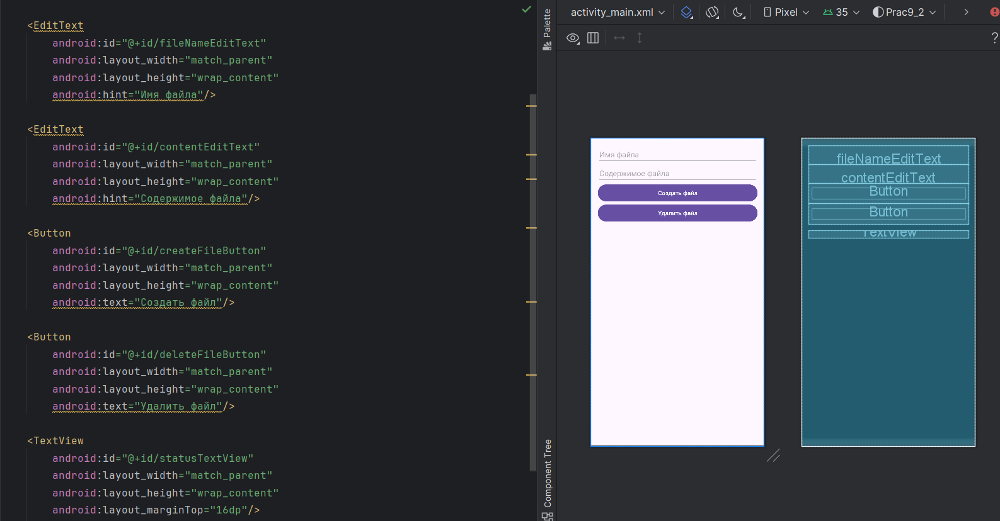 <EditText
android:id="@+id/fileNameEditText"
android:layout_width="match_parent"
android:layout_height="wrap_content"
android:hint="Имя файла"/>
<EditText
android:id="@+id/contentEditText"
android:layout_width="match_parent"
android:layout_height="wrap_content"
android:hint="Содержимое файла"/>
<Button
android:id="@+id/createFileButton"
android:layout_width="match_parent"
android:layout_height="wrap_content"
android:text="Создать файл"/>
<Button
android:id="@+id/deleteFileButton"
android:layout_width="match_parent"
android:layout_height="wrap_content"
android:text="Удалить файл"/>
<TextView
android:id="@+id/statusTextView"
android:layout_width="match_parent"
android:layout_height="wrap_content"
android:layout_marginTop="16dp"/>
Palette
Component Tree
activity_main.xml Pixel 35 Prac9_2
?
Имя файла
Содержимое файла
Создать файл
Удалить файл
fileNameEditText
contentEditText
Button
Button
TextView